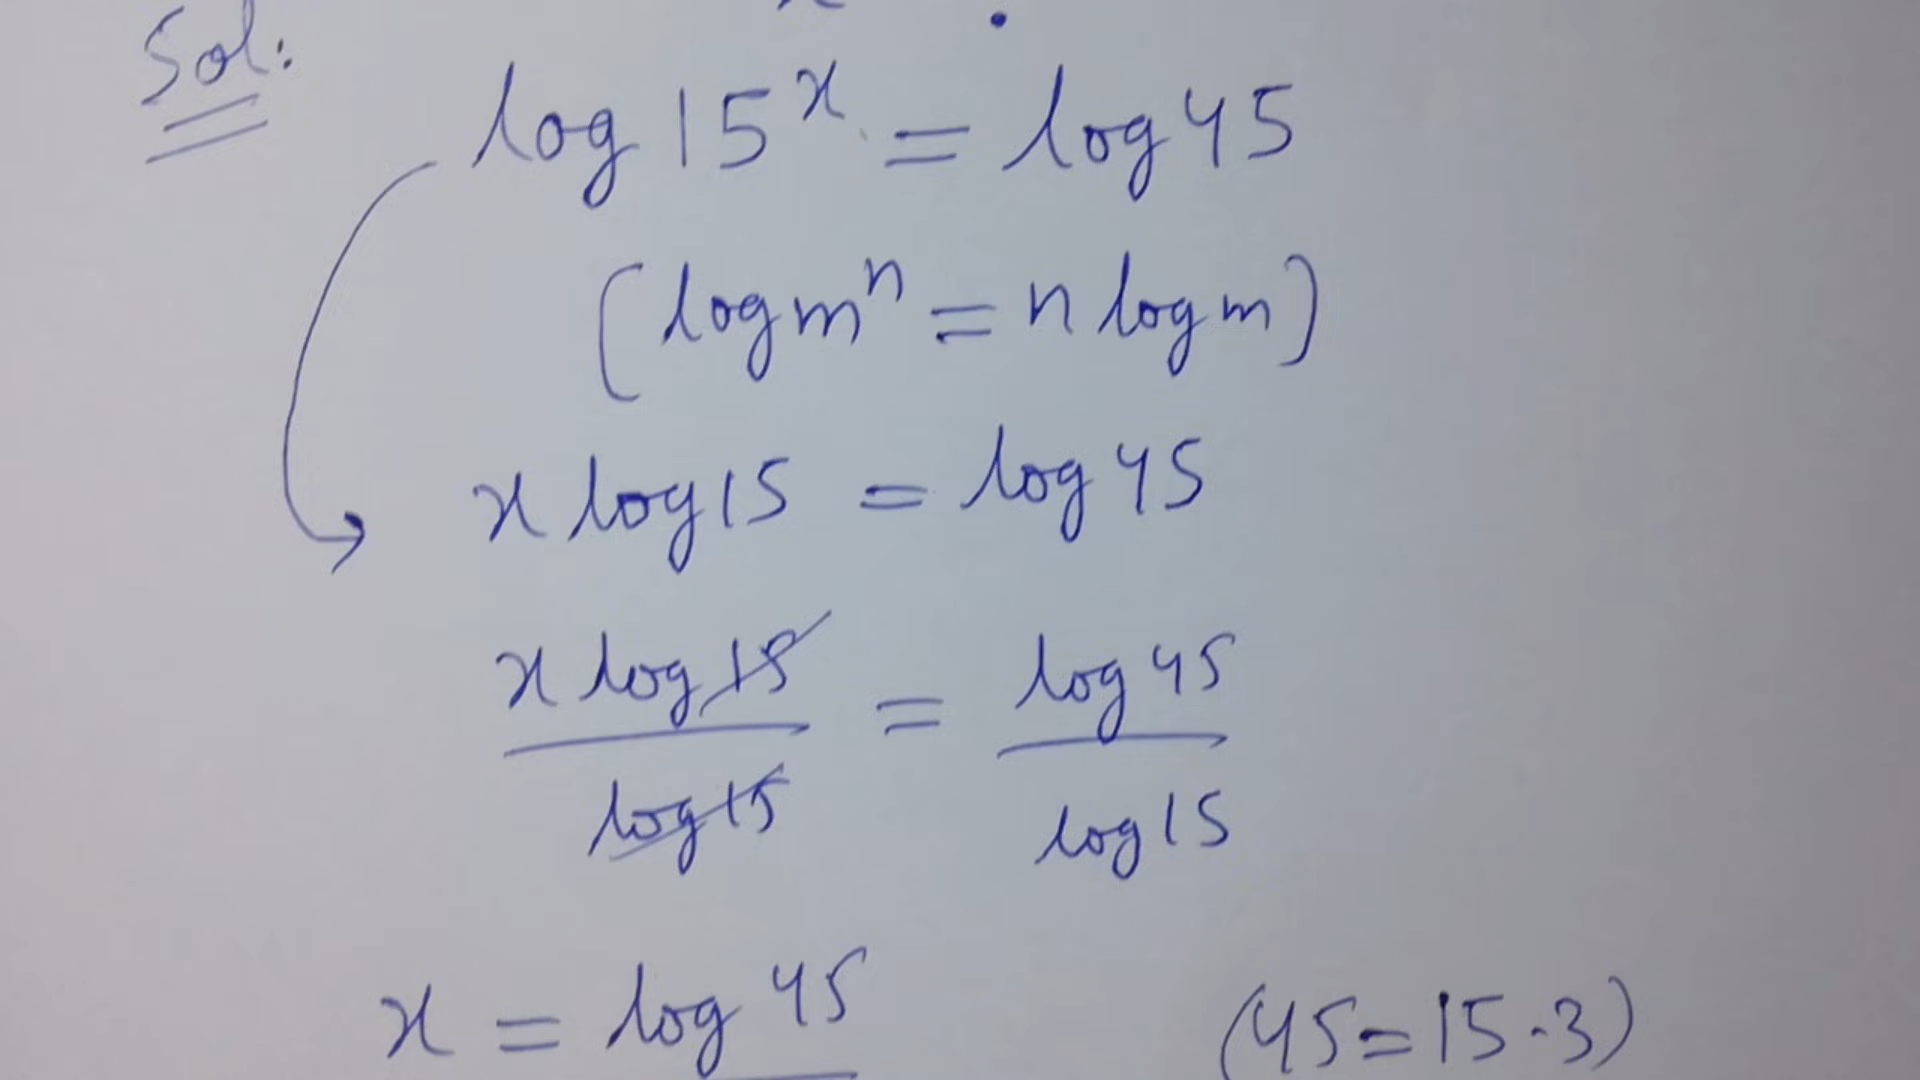 Sol:
log 15^x = log 45
(log m^n = n log m)
x log 15 = log 45
x log 15 / log 15 = log 45 / log 15
x = log 45 (45 = 15.3)